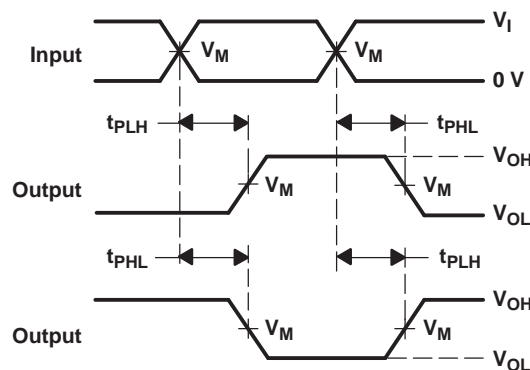 V_I
Input V_M V_M
0 V
t_PLH t_PHL
V_OH
Output V_M V_M
V_OL
t_PHL t_PLH
V_OH
V_M V_M
Output
V_OL